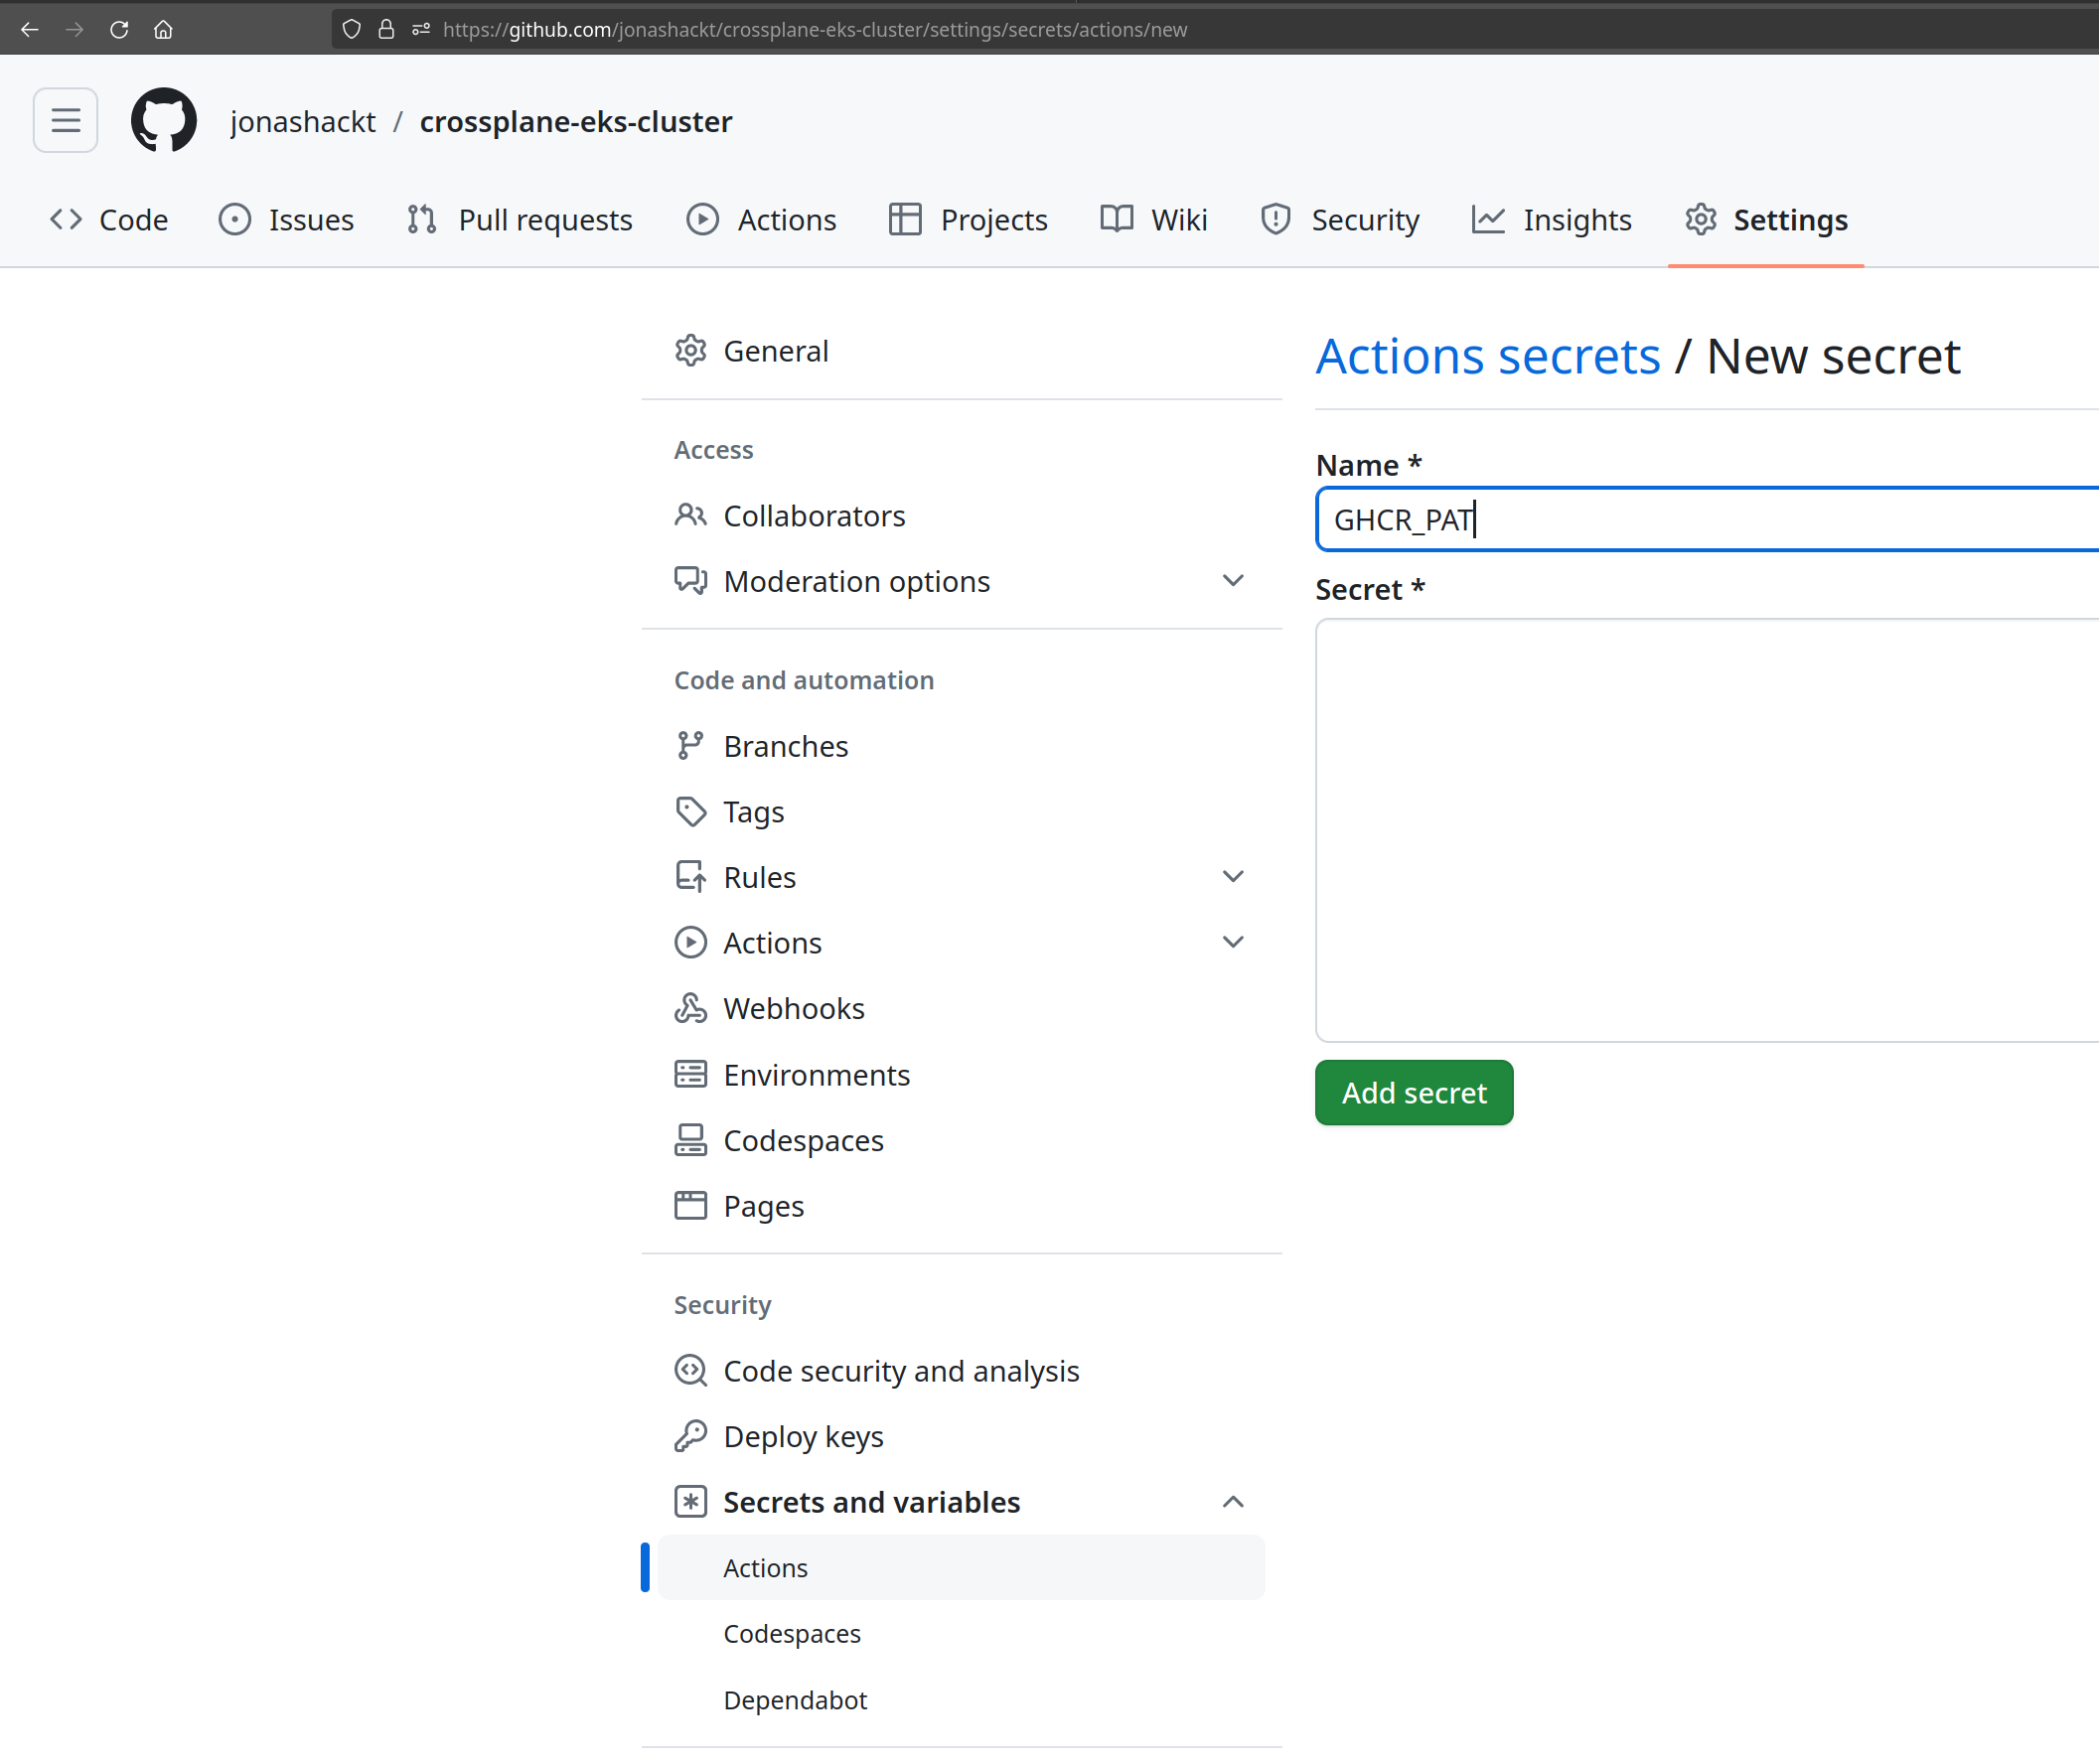 https://github.com/jonashackt/crossplane-eks-cluster/settings/secrets/actions/new
jonashackt / crossplane-eks-cluster
Code Issues Pull requests Actions Projects Wiki Security Insights Settings
General
Access
Collaborators
Moderation options
Code and automation
Branches
Tags
Rules
Actions
Webhooks
Environments
Codespaces
Pages
Security
Code security and analysis
Deploy keys
Secrets and variables
Actions
Codespaces
Dependabot
Actions secrets / New secret
Name *
GHCR_PAT
Secret *
Add secret